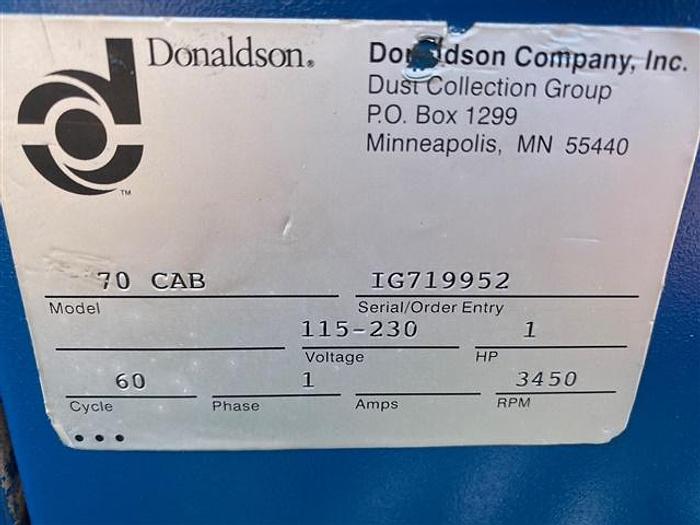 Donaldson®
Donaldson Company, Inc.
Dust Collection Group
P.O. Box 1299
Minneapolis, MN 55440
TM
70 CAB IG719952
Model Serial/Order Entry
115-230 1
Voltage HP
60 1 3450
Cycle Phase Amps RPM